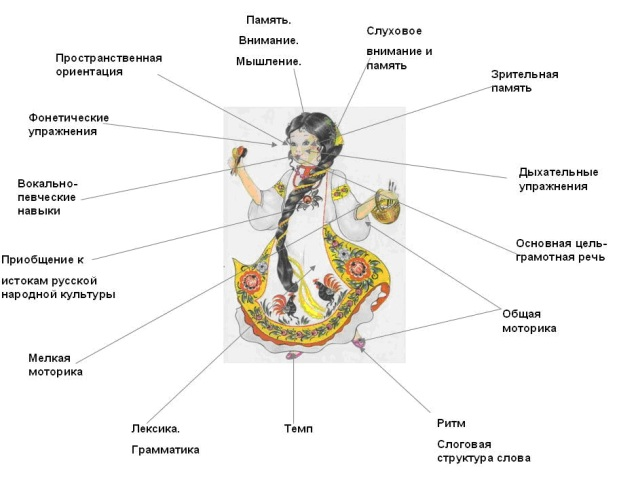 Память.
Внимание.
Мышление.
Слуховое
внимание и
память
Пространственная
ориентация
Зрительная
память
Фонетические
упражнения
Дыхательные
упражнения
Вокально-
певческие
навыки
Основная цель-
грамотная речь
Приобщение к
истокам русской
народной культуры
Общая
моторика
Мелкая
моторика
Лексика.
Грамматика
Темп
Ритм
Слоговая
структура слова